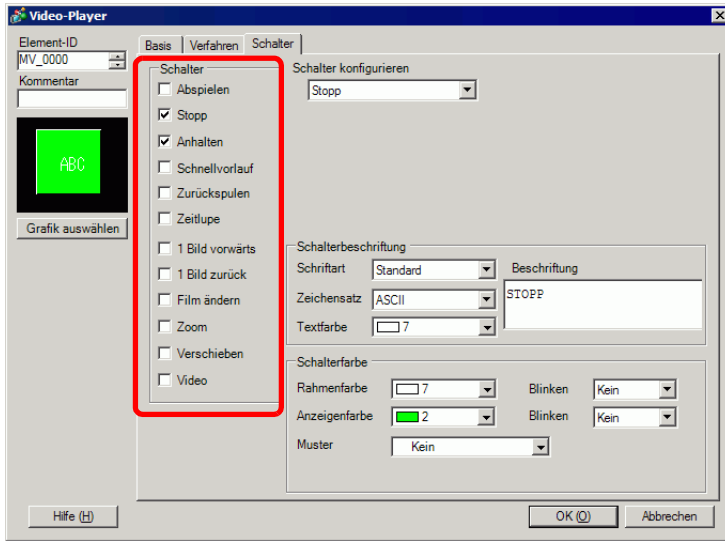 Video-Player
Element-ID
MV_0000
Kommentar
ABC
Grafik auswählen
Basis
Verfahren
Schalter
Schalter
Abspielen
Stopp
Anhalten
Schnellvorlauf
Zurückspulen
Zeitlupe
1 Bild vorwärts
1 Bild zurück
Film ändern
Zoom
Verschieben
Video
Schalter konfigurieren
Stopp
Schalterbeschriftung
Schriftart Standard
Zeichensatz ASCII
Textfarbe 7
Beschriftung
STOPP
Schalterfarbe
Rahmenfarbe 7 Blinken Kein
Anzeigenfarbe 2 Blinken Kein
Muster Kein
Hilfe (H)
OK (O)
Abbrechen